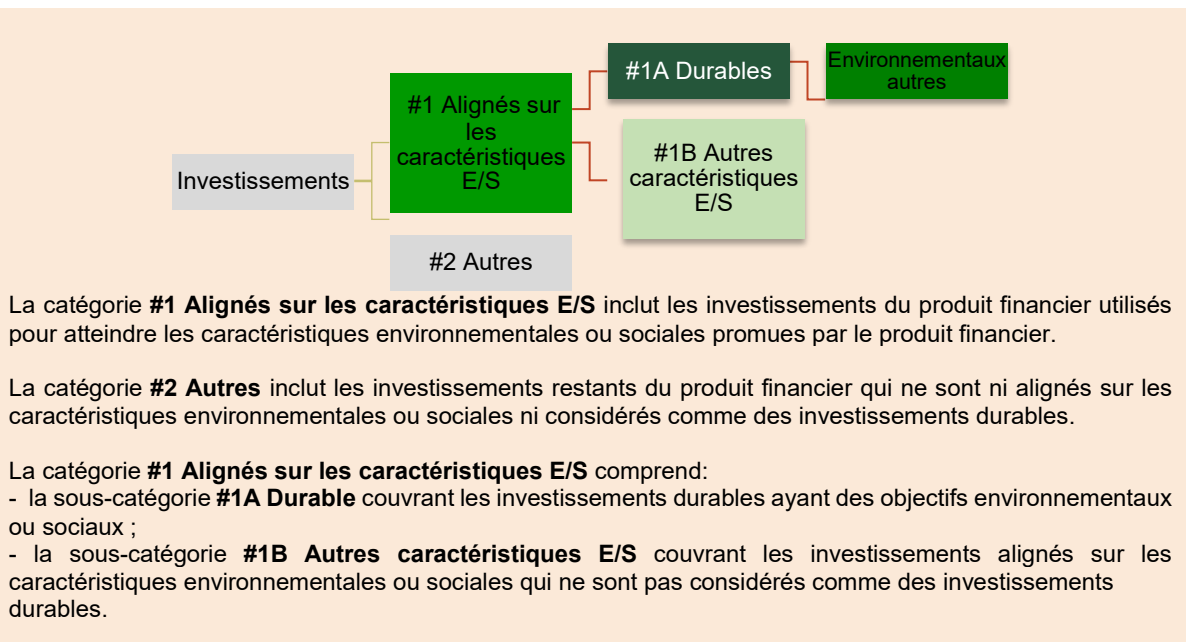 #1A Durables
Environnementaux
autres
#1 Alignés sur
les
caractéristiques
E/S
#1B Autres
caractéristiques
E/S
Investissements
#2 Autres
La catégorie #1 Alignés sur les caractéristiques E/S inclut les investissements du produit financier utilisés
pour atteindre les caractéristiques environnementales ou sociales promues par le produit financier.
La catégorie #2 Autres inclut les investissements restants du produit financier qui ne sont ni alignés sur les
caractéristiques environnementales ou sociales ni considérés comme des investissements durables.
La catégorie #1 Alignés sur les caractéristiques E/S comprend:
- la sous-catégorie #1A Durable couvrant les investissements durables ayant des objectifs environnementaux
ou sociaux ;
- la sous-catégorie #1B Autres caractéristiques E/S couvrant les investissements alignés sur les
caractéristiques environnementales ou sociales qui ne sont pas considérés comme des investissements
durables.